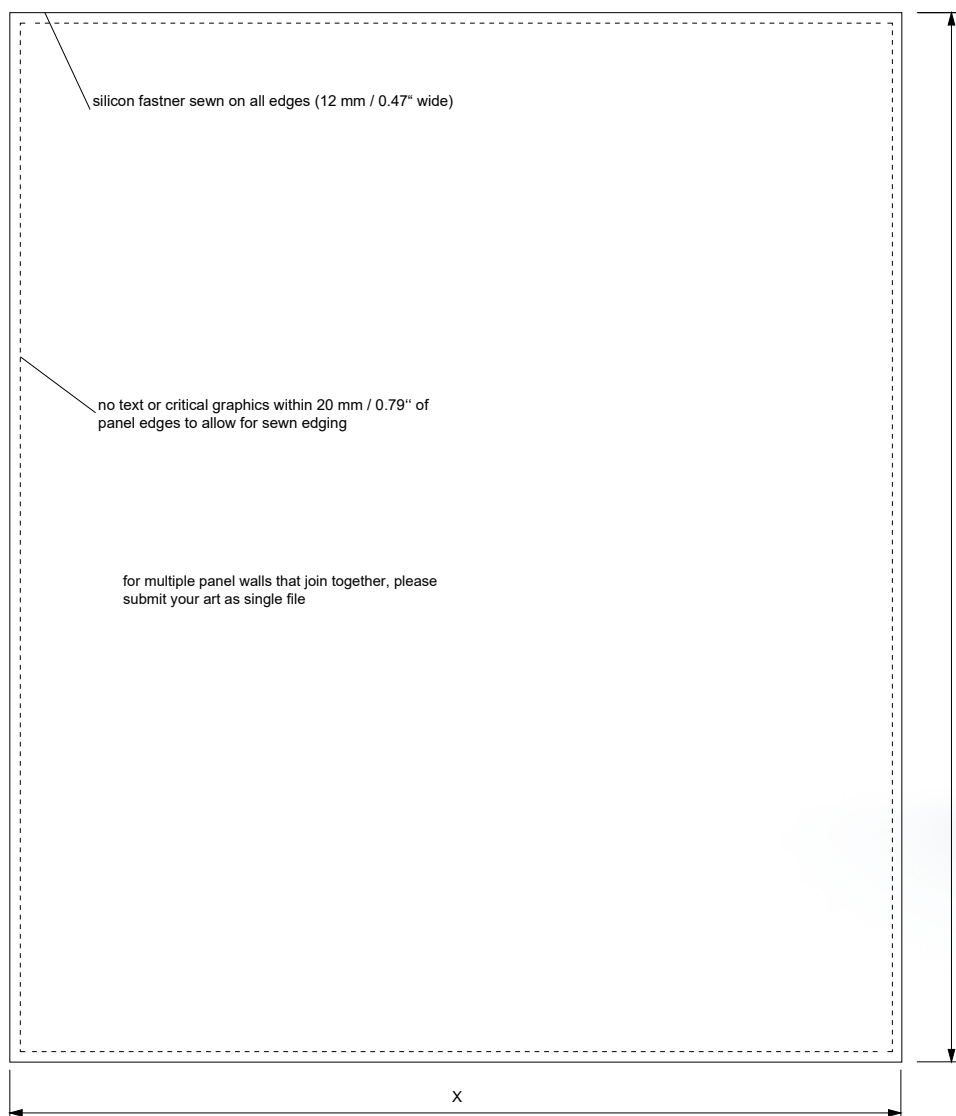 silicon fastner sewn on all edges (12 mm / 0.47“ wide)
no text or critical graphics within 20 mm / 0.79‘‘ of
panel edges to allow for sewn edging
for multiple panel walls that join together, please
submit your art as single file
X